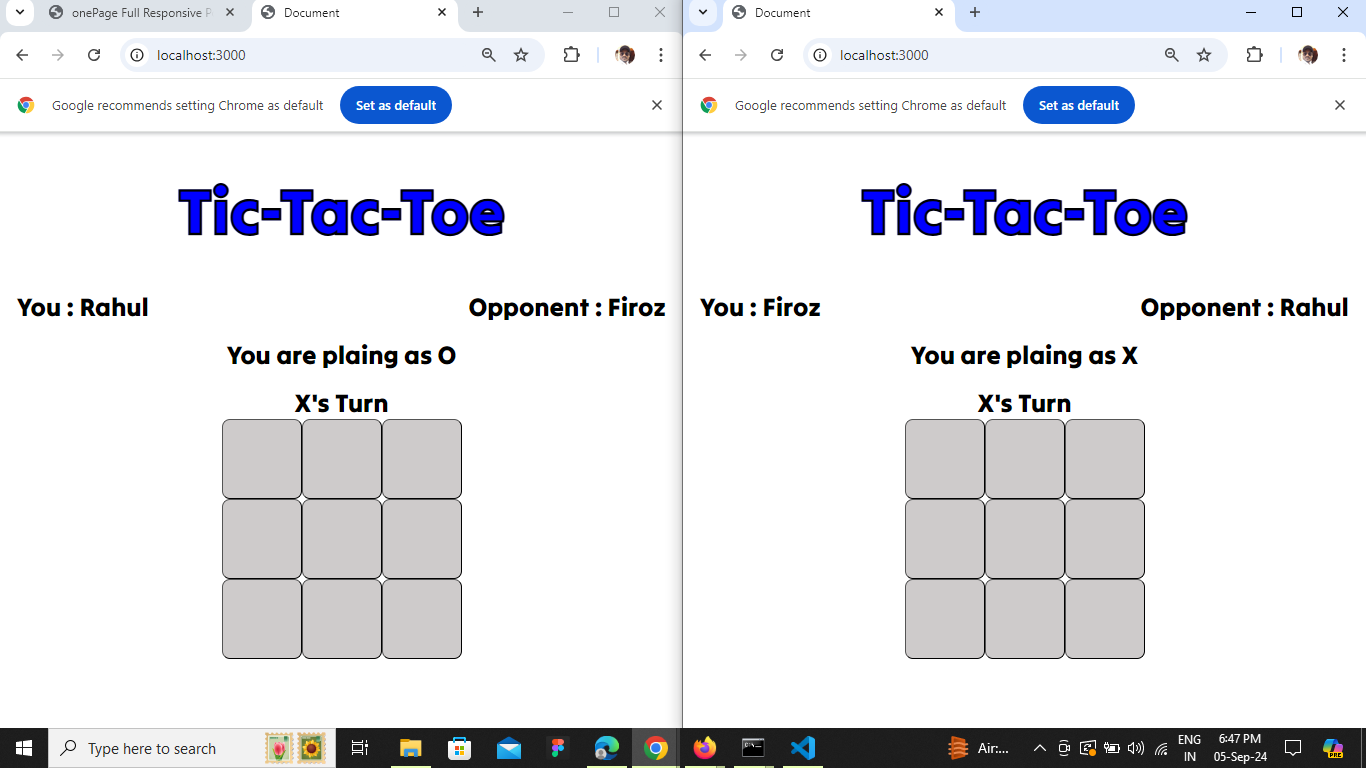 onePage Full Responsive P
Document
localhost:3000
Google recommends setting Chrome as default
Set as default
Tic-Tac-Toe
You : Rahul
Opponent : Firoz
You are plaing as O
X's Turn
Document
localhost:3000
Google recommends setting Chrome as default
Set as default
Tic-Tac-Toe
You : Firoz
Opponent : Rahul
You are plaing as X
X's Turn
Type here to search
Air:...
ENG
IN
6:47 PM
05-Sep-24
PRE